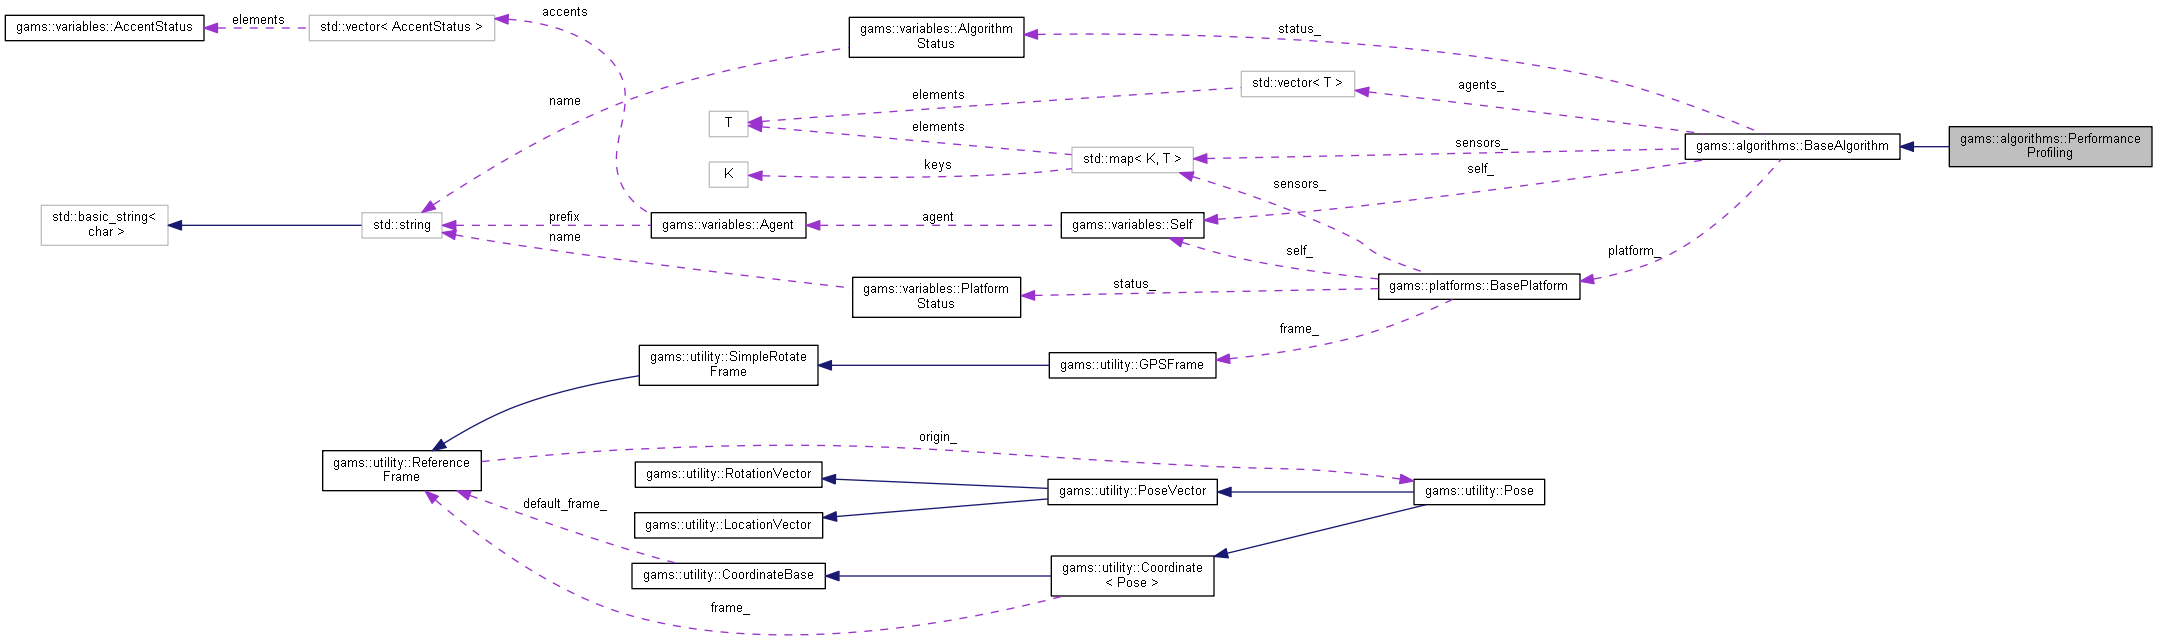 gams::variables::AccentStatus
elements
std::vector< AccentStatus >
accents
gams::variables::Algorithm
Status
status_
name
elements
std::vector< T >
agents_
T
elements
gams::algorithms::BaseAlgorithm
gams::algorithms::Performance
Profiling
sensors_
std::map< K, T >
keys
K
self_
sensors_
std::basic_string<
char >
std::string
prefix
gams::variables::Agent
agent
gams::variables::Self
name
self_
platform_
gams::variables::Platform
Status
status_
gams::platforms::BasePlatform
frame_
gams::utility::SimpleRotate
Frame
gams::utility::GPSFrame
origin_
gams::utility::Reference
Frame
gams::utility::RotationVector
gams::utility::PoseVector
gams::utility::Pose
default_frame_
gams::utility::LocationVector
gams::utility::CoordinateBase
gams::utility::Coordinate
< Pose >
frame_